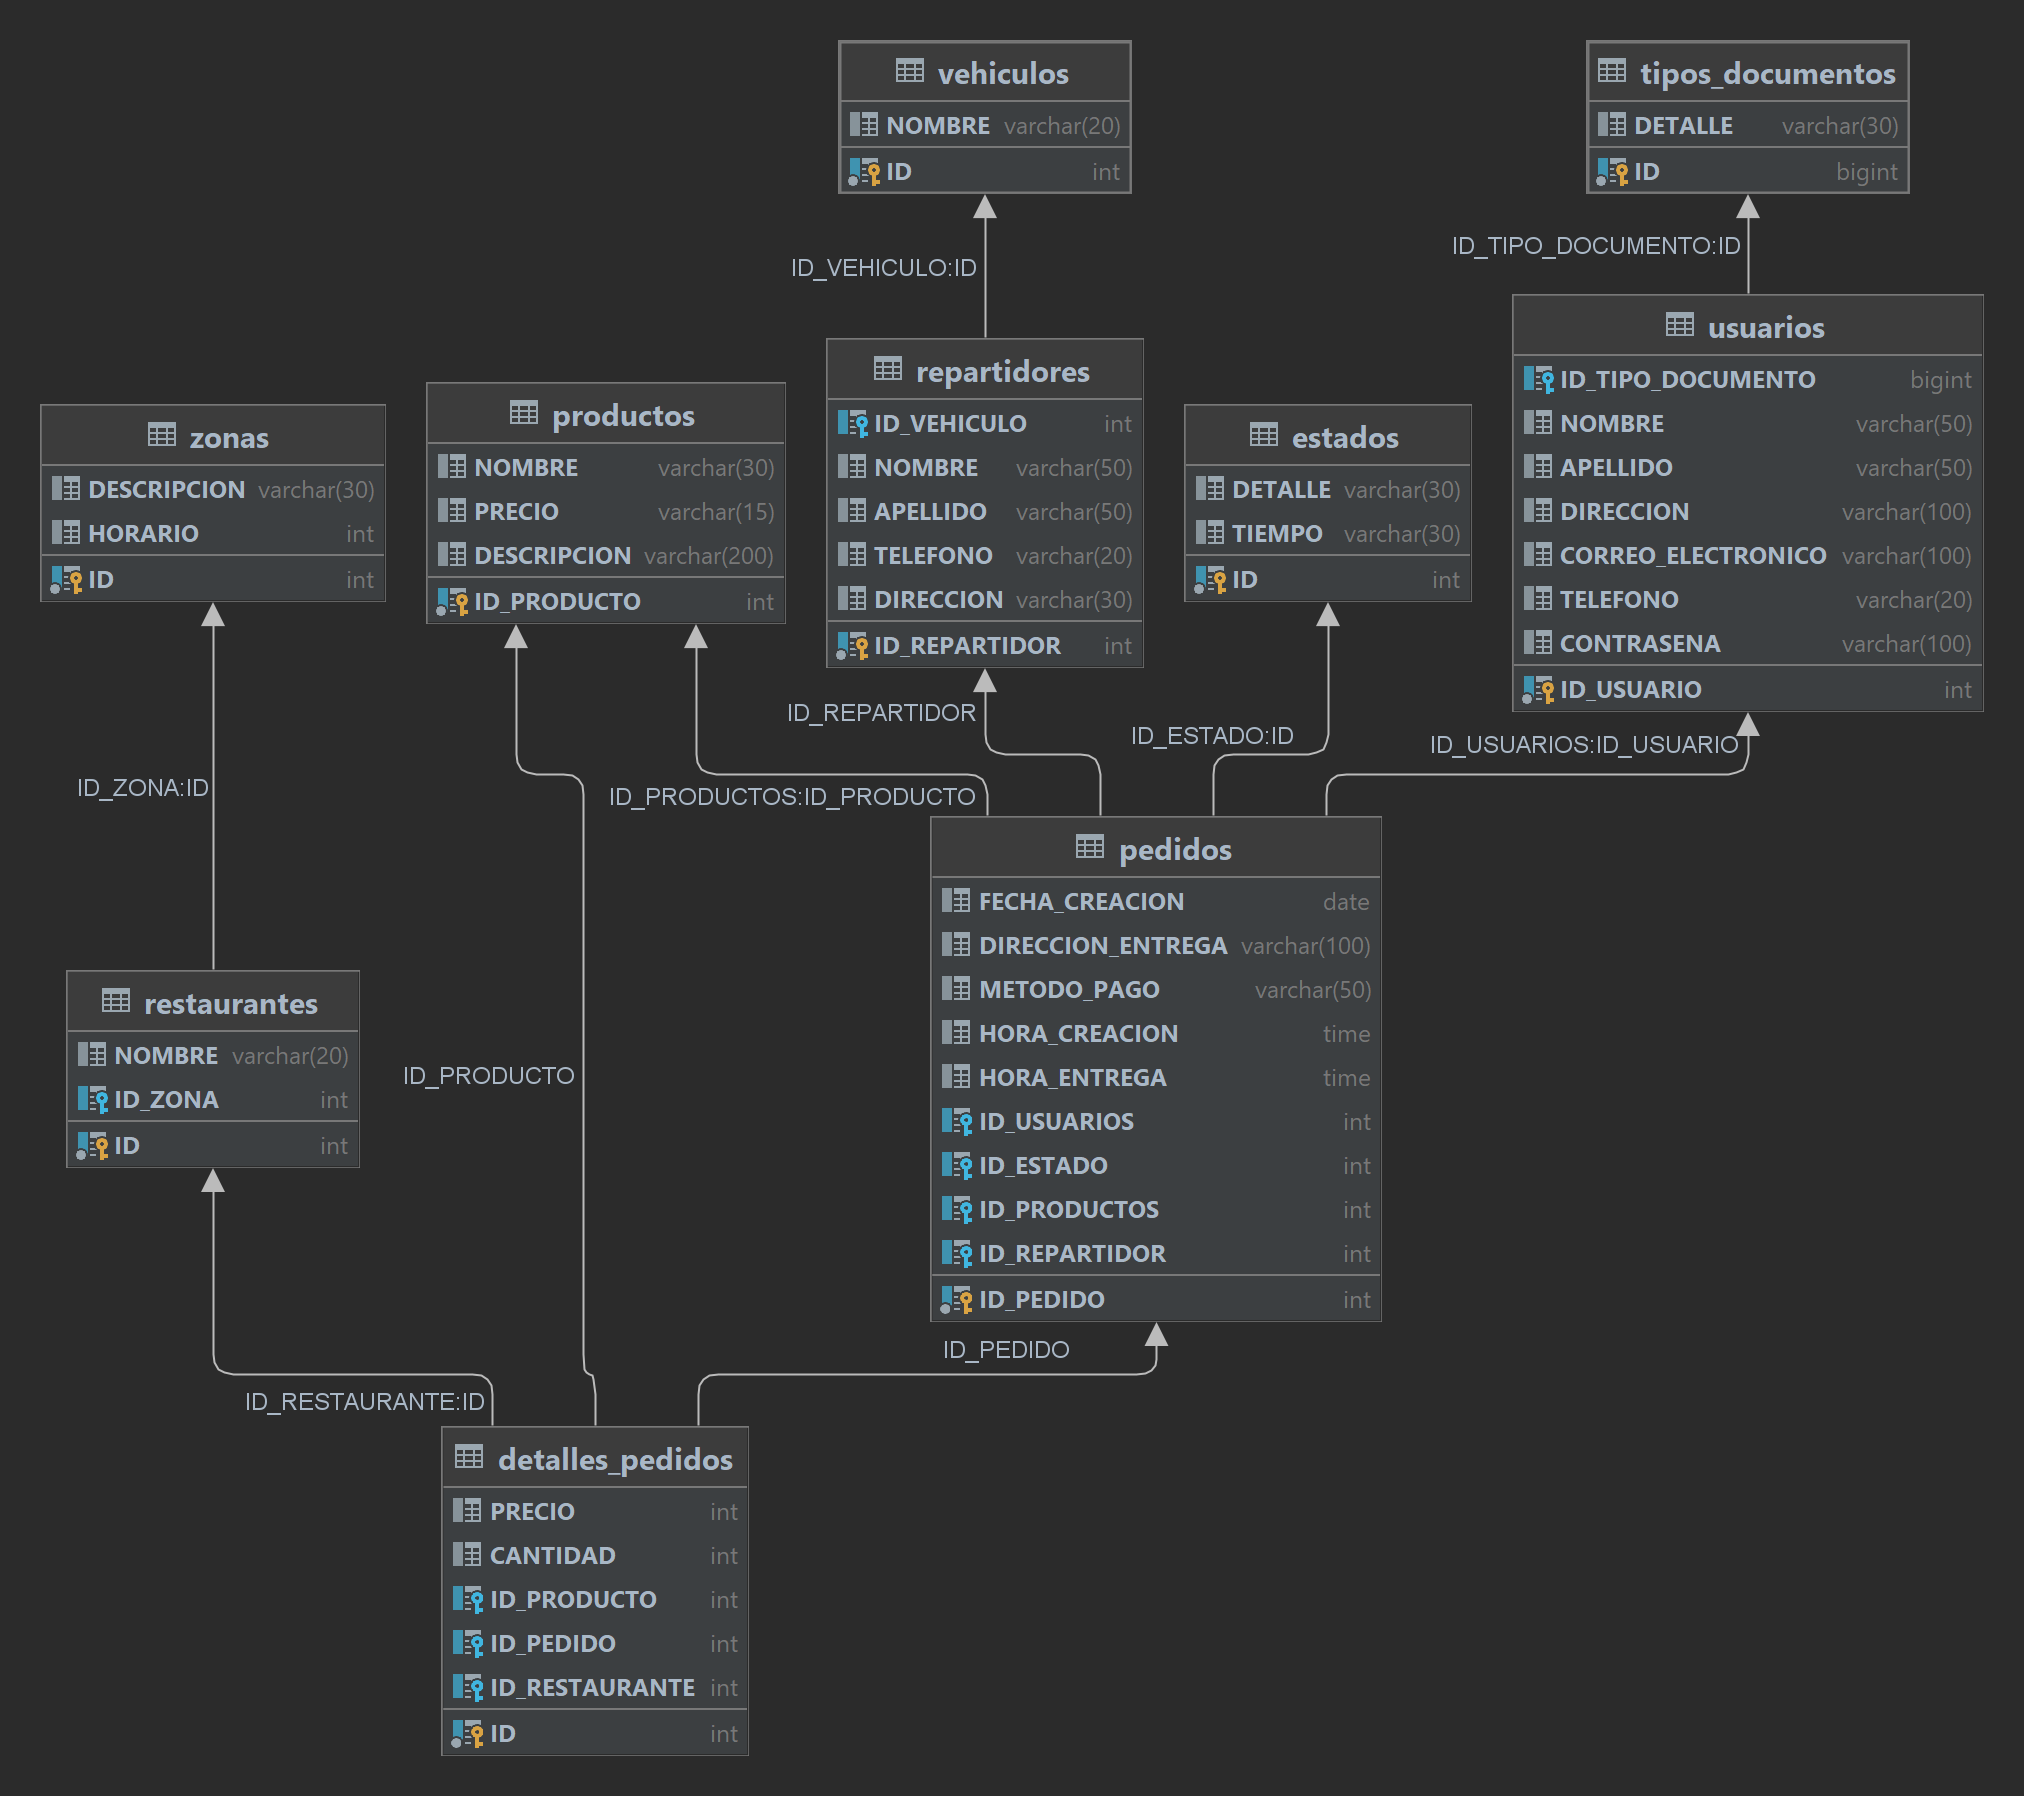 vehiculos
NOMBRE varchar(20)
ID int
tipos_documentos
DETALLE varchar(30)
ID bigint
ID_VEHICULO:ID
ID_TIPO_DOCUMENTO:ID
zonas
DESCRIPCION varchar(30)
HORARIO int
ID int
productos
NOMBRE varchar(30)
PRECIO varchar(15)
DESCRIPCION varchar(200)
ID_PRODUCTO int
repartidores
ID_VEHICULO int
NOMBRE varchar(50)
APELLIDO varchar(50)
TELEFONO varchar(20)
DIRECCION varchar(30)
ID_REPARTIDOR int
estados
DETALLE varchar(30)
TIEMPO varchar(30)
ID int
usuarios
ID_TIPO_DOCUMENTO bigint
NOMBRE varchar(50)
APELLIDO varchar(50)
DIRECCION varchar(100)
CORREO_ELECTRONICO varchar(100)
TELEFONO varchar(20)
CONTRASENA varchar(100)
ID_USUARIO int
ID_ZONA:ID
ID_PRODUCTOS:ID_PRODUCTO
ID_REPARTIDOR
ID_ESTADO:ID
ID_USUARIOS:ID_USUARIO
restaurantes
NOMBRE varchar(20)
ID_ZONA int
ID int
ID_PRODUCTO
pedidos
FECHA_CREACION date
DIRECCION_ENTREGA varchar(100)
METODO_PAGO varchar(50)
HORA_CREACION time
HORA_ENTREGA time
ID_USUARIOS int
ID_ESTADO int
ID_PRODUCTOS int
ID_REPARTIDOR int
ID_PEDIDO int
ID_RESTAURANTE:ID
ID_PEDIDO
detalles_pedidos
PRECIO int
CANTIDAD int
ID_PRODUCTO int
ID_PEDIDO int
ID_RESTAURANTE int
ID int